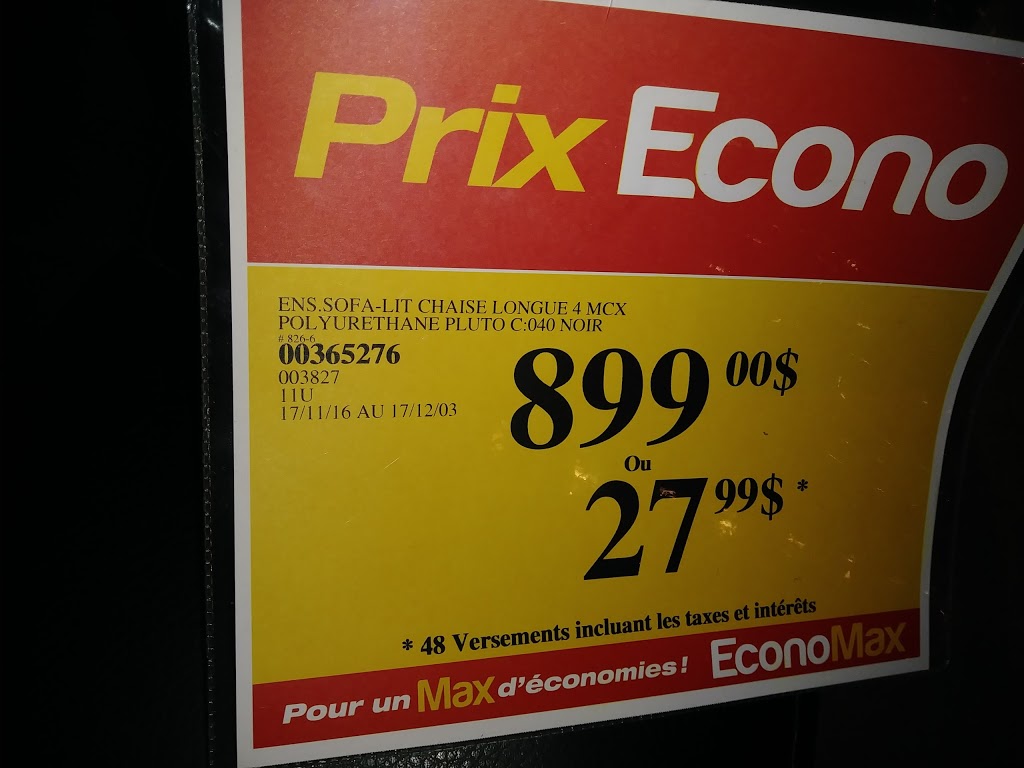 Prix Econo
ENS.SOFA-LIT CHAISE LONGUE 4 MCX
POLYURETHANE PLUTO C:040 NOIR
# 826-6
00365276
003827
11U
17/11/16 AU 17/12/03
899 00$
Ou
27 99$ *
* 48 Versements incluant les taxes et intérêts
Pour un Max d'économies! EconoMax